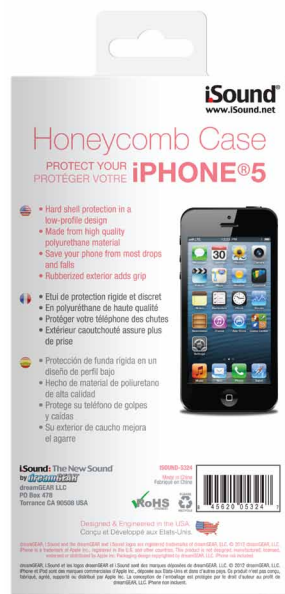 iSound®
www.iSound.net
Honeycomb Case
PROTECT YOUR
PROTÉGER VOTRE iPHONE®5
• Hard shell protection in a
low-profile design
• Made from high quality
polyurethane material
• Save your phone from most drops
and falls
• Rubberized exterior adds grip
• Etui de protection rigide et discret
• En polyuréthane de haute qualité
• Protéger votre téléphone des chutes
• Extérieur caoutchouté assure plus
de prise
• Protección de funda rígida en un
diseño de perfil bajo
• Hecho de material de poliuretano
de alta calidad
• Protege su teléfono de golpes
y caídas
• Su exterior de caucho mejora
el agarre
i.Sound: The New Sound
by dreamGEAR
dreamGEAR LLC
PO Box 478
Torrance CA 90508 USA
ISOUND-5324
Made in China
Fabriqué en Chine
RoHS
8 45620 05324 7
Designed & Engineered in the USA
Conçu et Développé aux Etats-Unis.